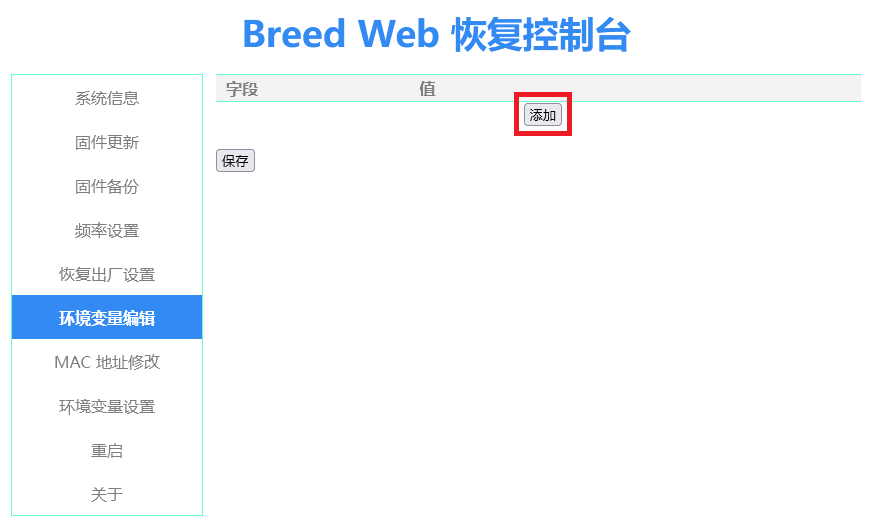 Breed Web 恢复控制台
系统信息
固件更新
固件备份
频率设置
恢复出厂设置
环境变量编辑
MAC 地址修改
环境变量设置
重启
关于
字段 值
添加
保存